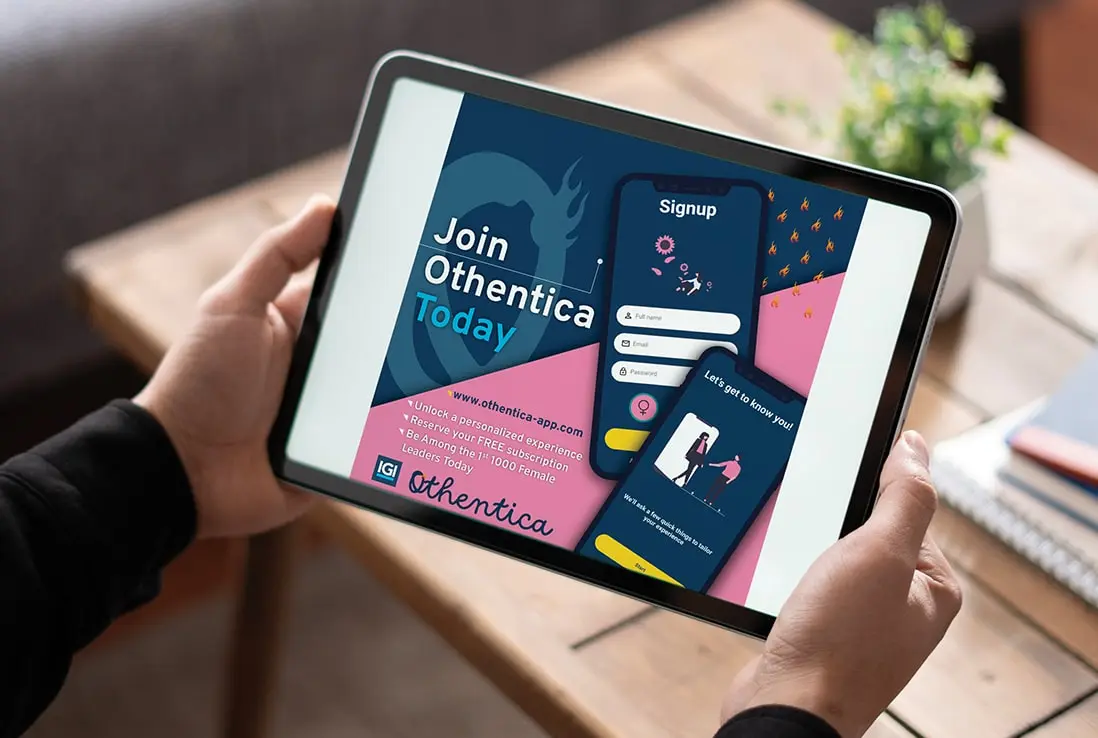 Join
Othentica
Today
www.othentica-app.com
Unlock a personalized experience
Reserve your FREE subscription
Be Among the 1st 1000 Female
Leaders Today
IGI
Othentica
Signup
Full name
Email
Password
Let's get to know you!
We'll ask a few quick things to tailor
your experience
Start